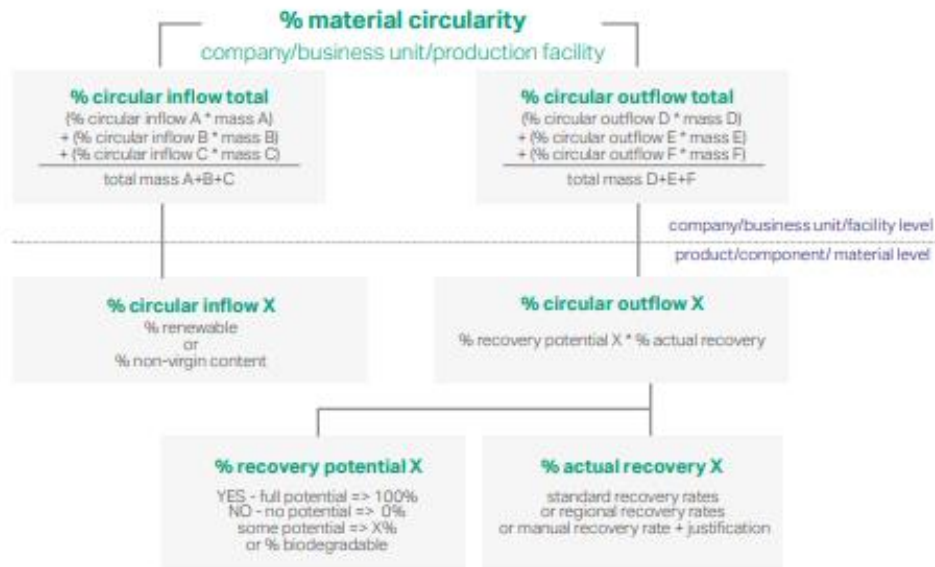 % material circularity
company/business unit/production facility
% circular inflow total
(% circular inflow A * mass A)
+ (% circular inflow B * mass B)
+ (% circular inflow C * mass C)
total mass A+B+C
% circular outflow total
(% circular outflow D * mass D)
+ (% circular outflow E * mass E)
+ (% circular outflow F * mass F)
total mass D+E+F
company/business unit/facility level
product/component/ material level
% circular inflow X
% renewable
or
% non-virgin content
% circular outflow X
% recovery potential X * % actual recovery
% recovery potential X
YES - full potential => 100%
NO - no potential => 0%
some potential => X%
or % biodegradable
% actual recovery X
standard recovery rates
or regional recovery rates
or manual recovery rate + justification